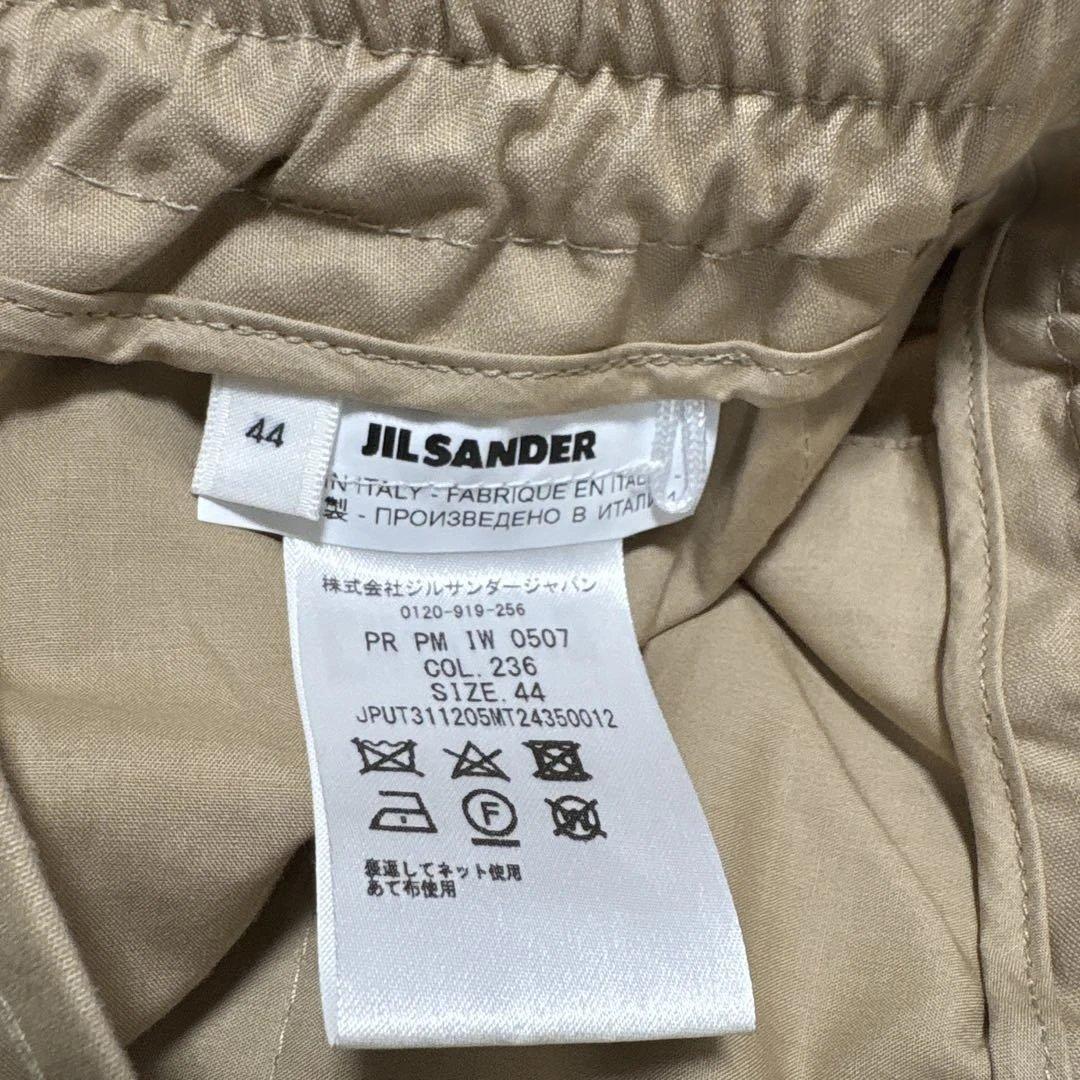 44
JIL SANDER
IN ITALY - FABRIQUE EN ITAL
製 - ПРОИЗВЕДЕНО В ИТАЛИ
株式会社ジルサンダージャパン
0120-919-256
PR PM IW 0507
COL. 236
SIZE. 44
JPUT311205MT24350012
F
W
裏返してネット使用
あて布使用